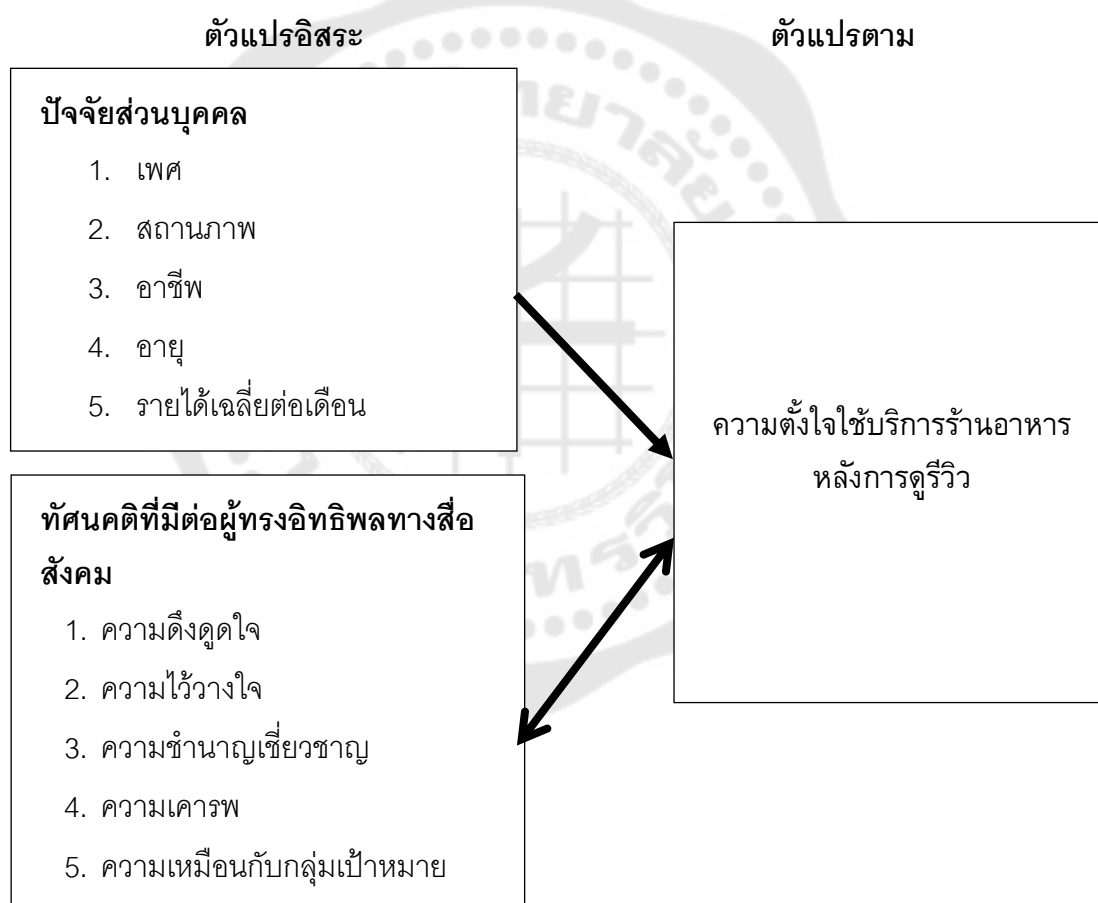 ตัวแปรอิสระ
ตัวแปรตาม
ปัจจัยส่วนบุคคล
1. เพศ
2. สถานภาพ
3. อาชีพ
4. อายุ
5. รายได้เฉลี่ยต่อเดือน
ทัศนคติที่มีต่อผู้ทรงอิทธิพลทางสื่อ
สังคม
1. ความดึงดูดใจ
2. ความไว้วางใจ
3. ความชำนาญเชี่ยวชาญ
4. ความเคารพ
5. ความเหมือนกับกลุ่มเป้าหมาย
ความตั้งใจใช้บริการร้านอาหาร
หลังการดูรีวิว